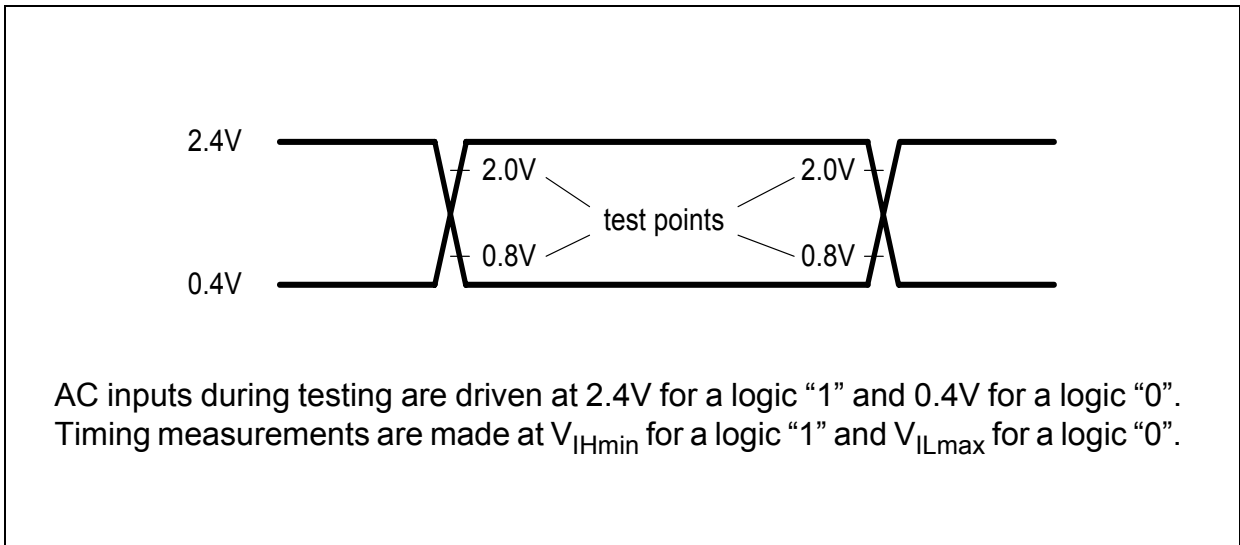 2.4V
2.0V 2.0V
test points
0.8V 0.8V
0.4V
AC inputs during testing are driven at 2.4V for a logic “1” and 0.4V for a logic “0”.
Timing measurements are made at VIHmin for a logic “1” and VILmax for a logic “0”.